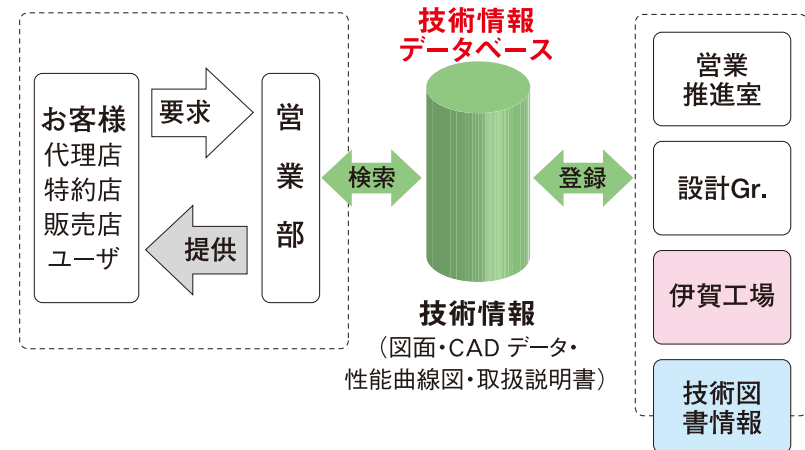 お客様
代理店
特約店
販売店
ユーザ
要求
提供
営業部
検索
技術情報
データベース
技術情報
（図面・CAD データ・
性能曲線図・取扱説明書）
登録
営業
推進室
設計Gr.
伊賀工場
技術図
書情報